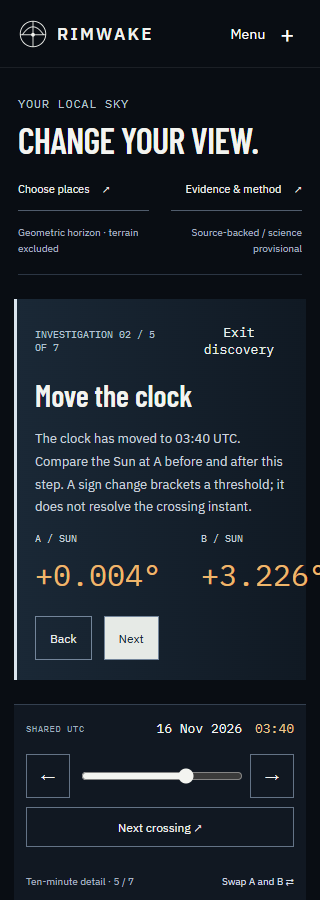 RIMWAKE
Menu +
YOUR LOCAL SKY
CHANGE YOUR VIEW.
Choose places ↗
Evidence & method ↗
Geometric horizon · terrain
excluded
Source-backed / science
provisional
INVESTIGATION 02 / 5
OF 7
Exit
discovery
Move the clock
The clock has moved to 03:40 UTC.
Compare the Sun at A before and after this
step. A sign change brackets a threshold; it
does not resolve the crossing instant.
A / SUN
B / SUN
+0.004°
+3.226°
Back
Next
SHARED UTC
16 Nov 2026 03:40
←
→
Next crossing ↗
Ten-minute detail · 5 / 7
Swap A and B ⇄